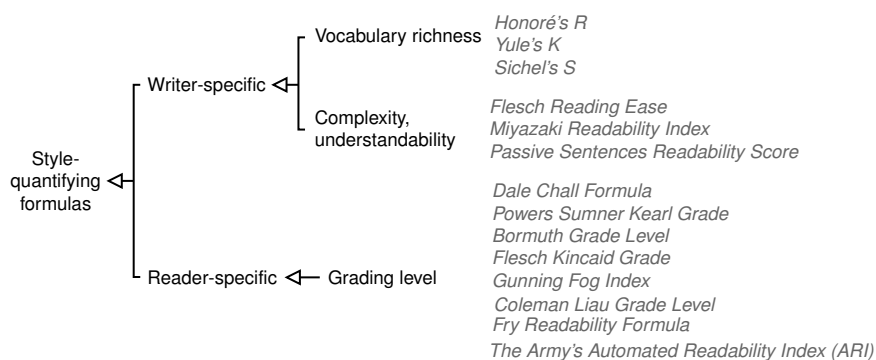 Style-
quantifying
formulas
Writer-specific
Vocabulary richness
Honoré's R
Yule's K
Sichel's S
Complexity,
understandability
Flesch Reading Ease
Miyazaki Readability Index
Passive Sentences Readability Score
Reader-specific
Grading level
Dale Chall Formula
Powers Sumner Kearl Grade
Bormuth Grade Level
Flesch Kincaid Grade
Gunning Fog Index
Coleman Liau Grade Level
Fry Readability Formula
The Army's Automated Readability Index (ARI)